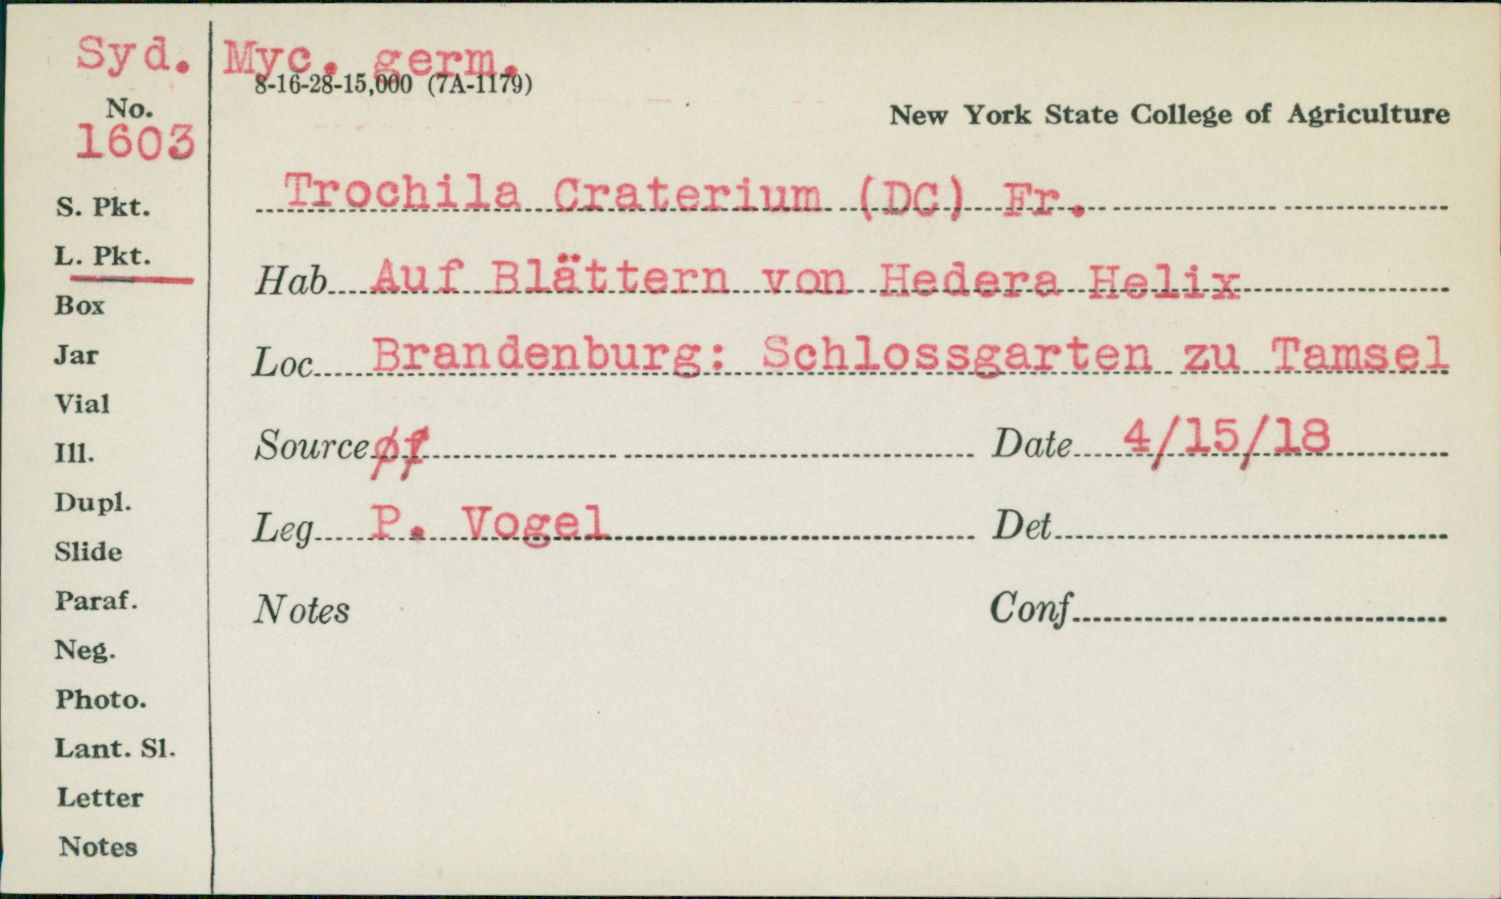 Syd. Myc. germ.
8-16-28-15,000 (7A-1179)
No.
1603
New York State College of Agriculture
S. Pkt.
L. Pkt.
Box
Jar
Vial
Ill.
Dupl.
Slide
Paraf.
Neg.
Photo.
Lant. Sl.
Letter
Notes
Trochila Craterium (DC) Fr.
Hab. Auf Blättern von Hedera Helix
Loc. Brandenburg: Schlossgarten zu Tamsel
Source Date 4/15/18
Leg. P. Vogel Det.
Notes Conf.